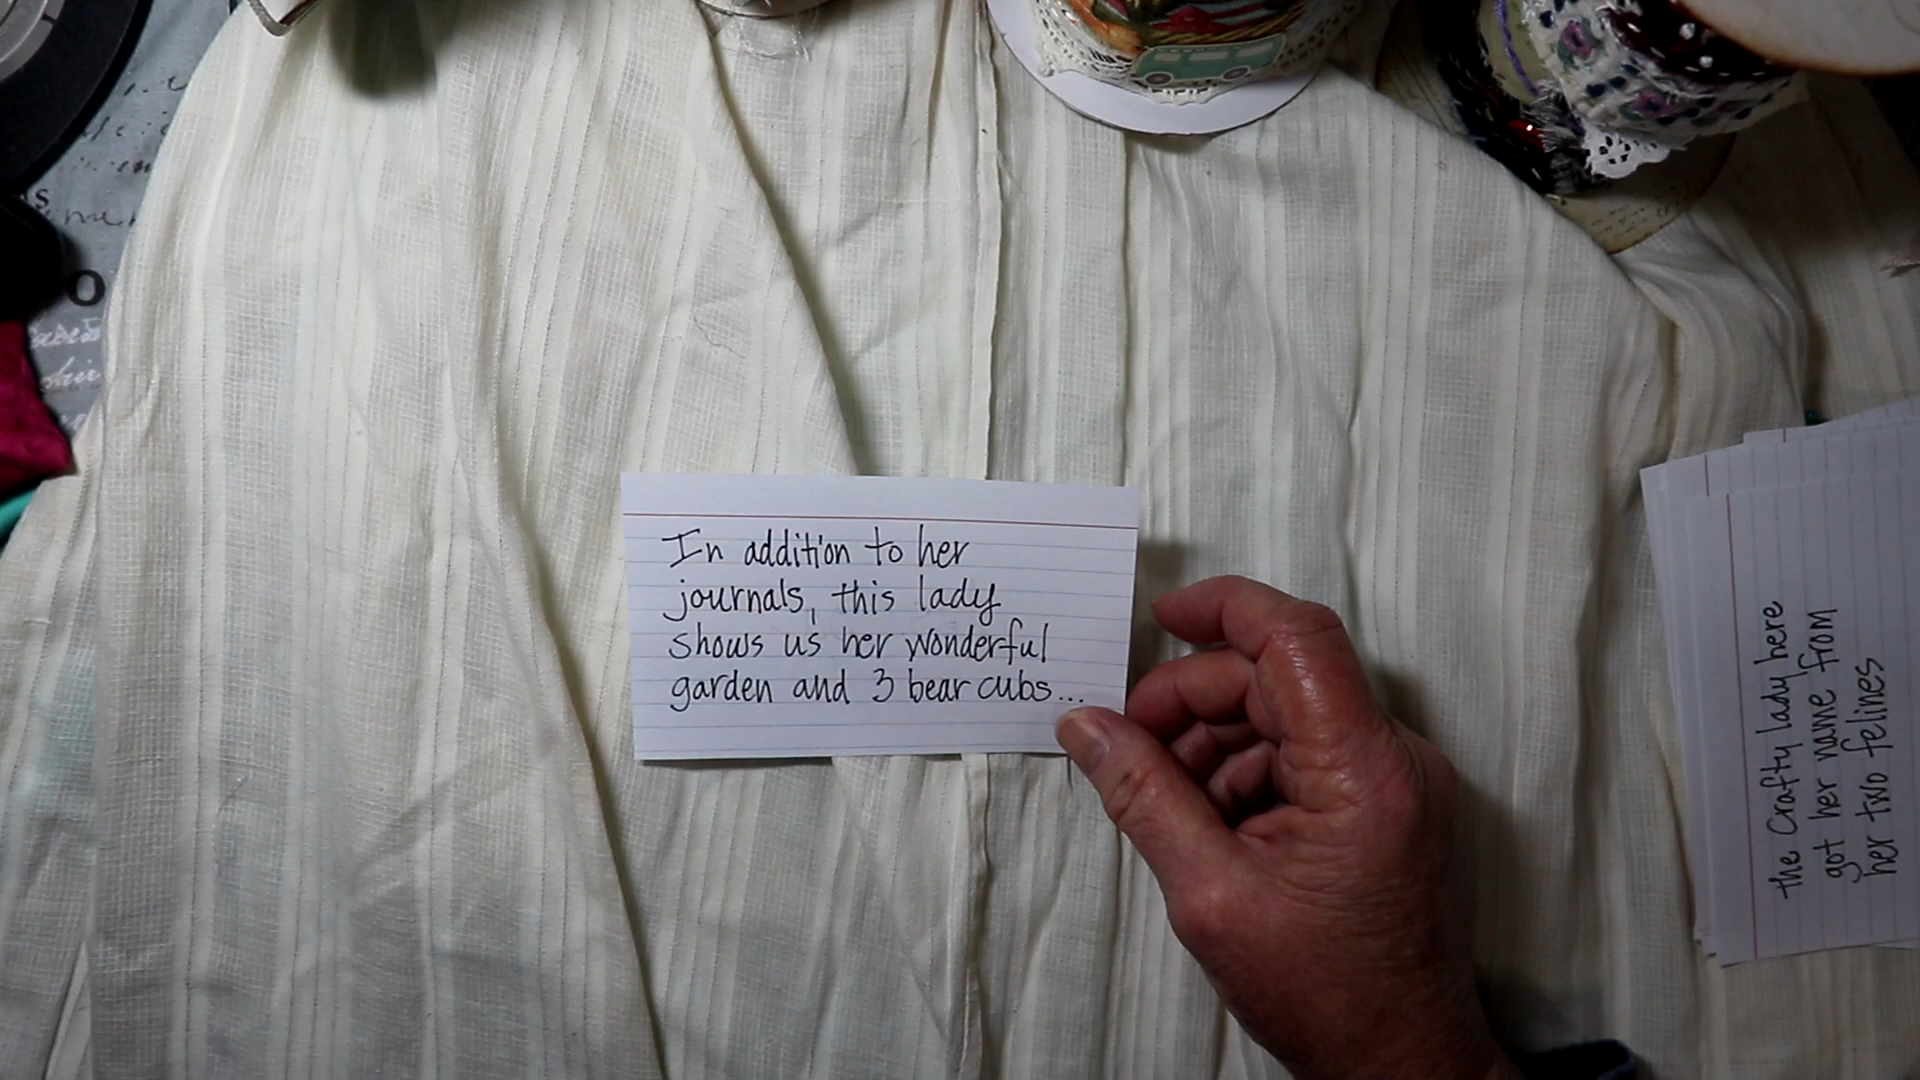 In addition to her
journals, this lady
shows us her wonderful
garden and 3 bear cubs...
the Crafty lady here
got her name from
her two felines